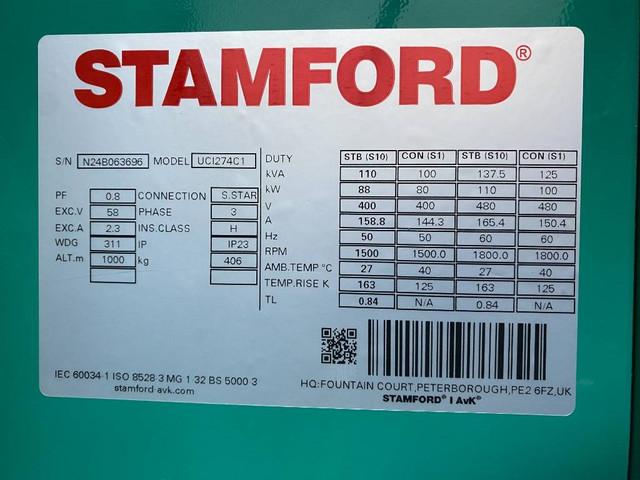 STAMFORD®
S/N N24B063696 MODEL UCI274C1
PF 0.8 CONNECTION S.STAR
EXC.V 58 PHASE 3
EXC.A 2.3 INS.CLASS H
WDG 311 IP IP23
ALT.m 1000 kg 406
DUTY STB (S10) CON (S1) STB (S10) CON (S1)
kVA 110 100 137.5 125
kW 88 80 110 100
V 400 400 480 480
A 158.8 144.3 165.4 150.4
Hz 50 50 60 60
RPM 1500 1500.0 1800.0 1800.0
AMB.TEMP °C 27 40 27 40
TEMP.RISE K 163 125 163 125
TL 0.84 N/A 0.84 N/A
IEC 60034-1 ISO 8528-3 MG 1 32 BS 5000-3
stamford-avk.com
HQ:FOUNTAIN COURT,PETERBOROUGH,PE2 6FZ,UK
STAMFORD® | AvK®